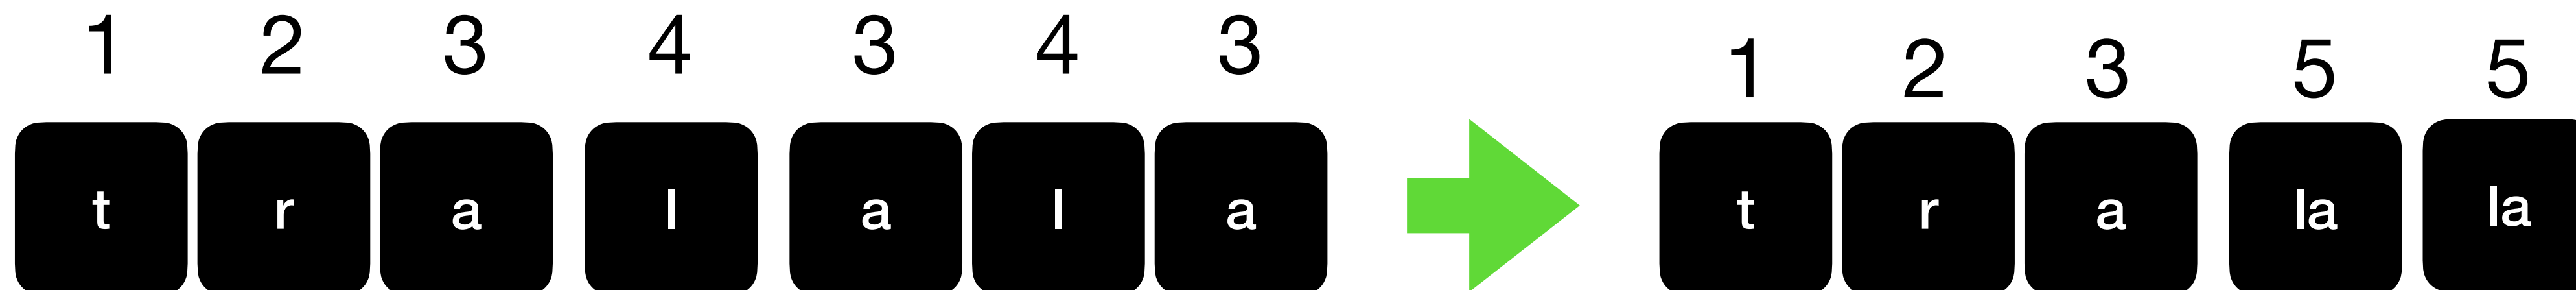 1 2 3 4 3 4 3 1 2 3 5 5
t r a l a l a t r a la la